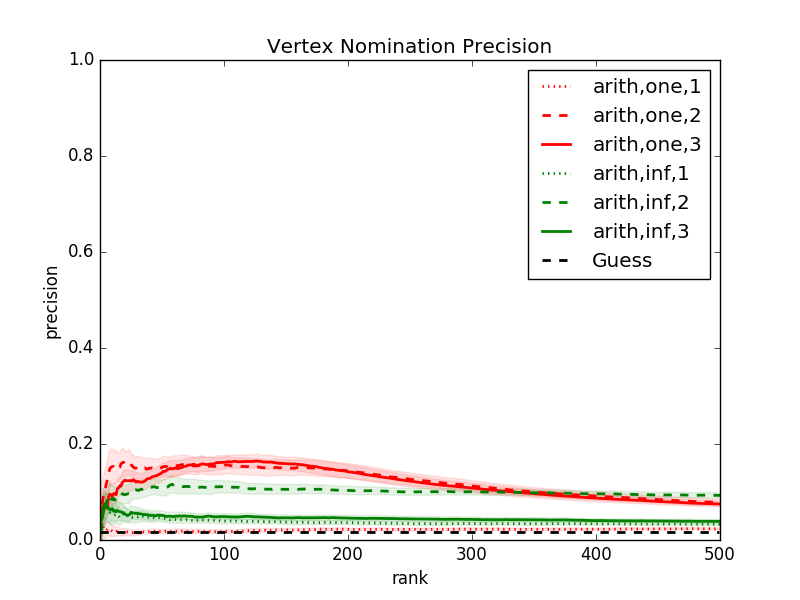 Vertex Nomination Precision
1.0
0.8
0.6
0.4
0.2
0.0
precision
arith,one,1
arith,one,2
arith,one,3
arith,inf,1
arith,inf,2
arith,inf,3
Guess
0
100
200
300
400
500
rank